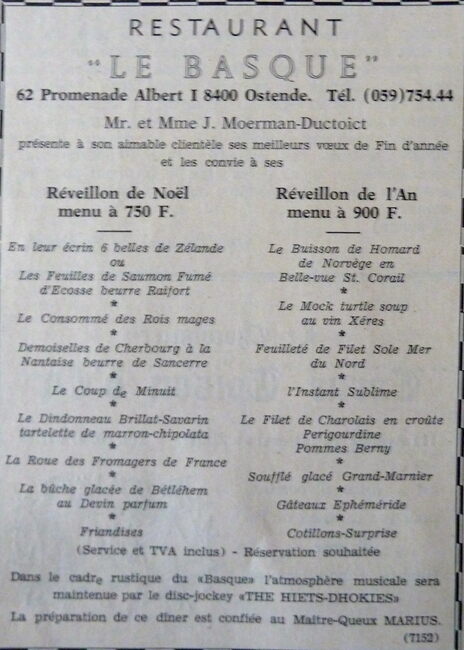 RESTAURANT
"LE BASQUE"
62 Promenade Albert I 8400 Ostende. Tél. (059)754.44
Mr. et Mme J. Moerman-Ductoict
présente à son aimable clientèle ses meilleurs vœux de Fin d'année
et les convie à ses
Réveillon de Noël
menu à 750 F.
En leur écrin 6 belles de Zélande
ou
Les Feuilles de Saumon Fumé
d'Ecosse beurre Raifort
*
Le Consommé des Rois mages
*
Demoiselles de Cherbourg à la
Nantaise beurre de Sancerre
*
Le Coup de Minuit
*
Le Dindonneau Brillat-Savarin
tartelette de marron-chipolata
*
La Roue des Fromagers de France
*
La bûche glacée de Bétléhem
au Devin parfum
*
Friandises
Réveillon de l'An
menu à 900 F.
Le Buisson de Homard
de Norvège en
Belle-vue St. Corail
*
Le Mock turtle soup
au vin Xéres
*
Feuilleté de Filet Sole Mer
du Nord
*
l'Instant Sublime
*
Le Filet de Charolais en croûte
Perigourdine
Pommes Berny
*
Soufflé glacé Grand-Marnier
*
Gâteaux Ephéméride
*
Cotillons-Surprise
(Service et TVA inclus) - Réservation souhaitée
Dans le cadre rustique du «Basque» l'atmosphère musicale sera
maintenue par le disc-jockey «THE HIETS-DHOKIES»
La préparation de ce dîner est confiée au Maître-Queux MARIUS.
(7152)